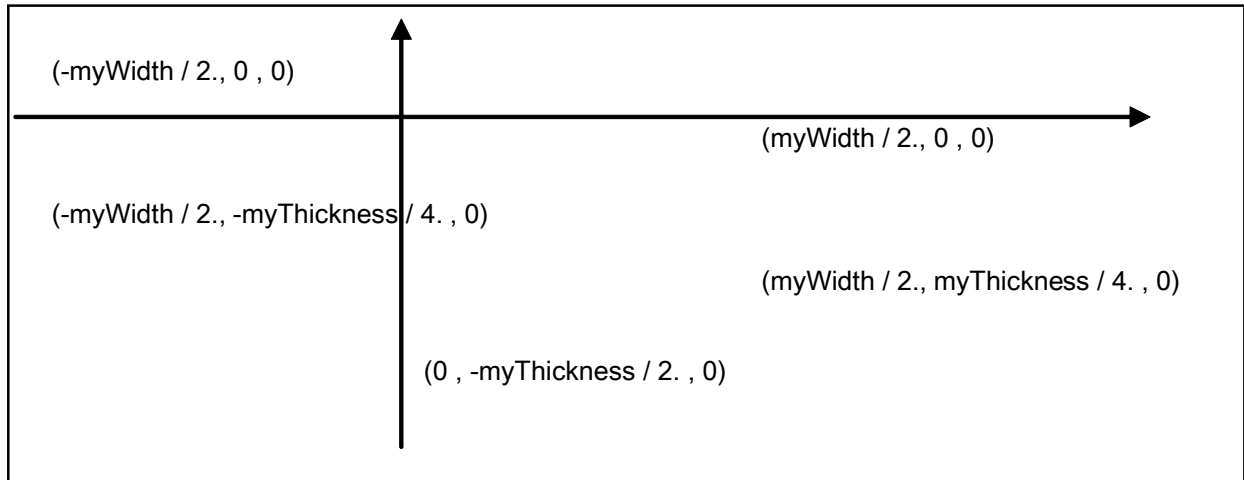 (-myWidth / 2., 0 , 0)
(myWidth / 2., 0 , 0)
(-myWidth / 2., -myThickness / 4. , 0)
(myWidth / 2., myThickness / 4. , 0)
(0 , -myThickness / 2. , 0)